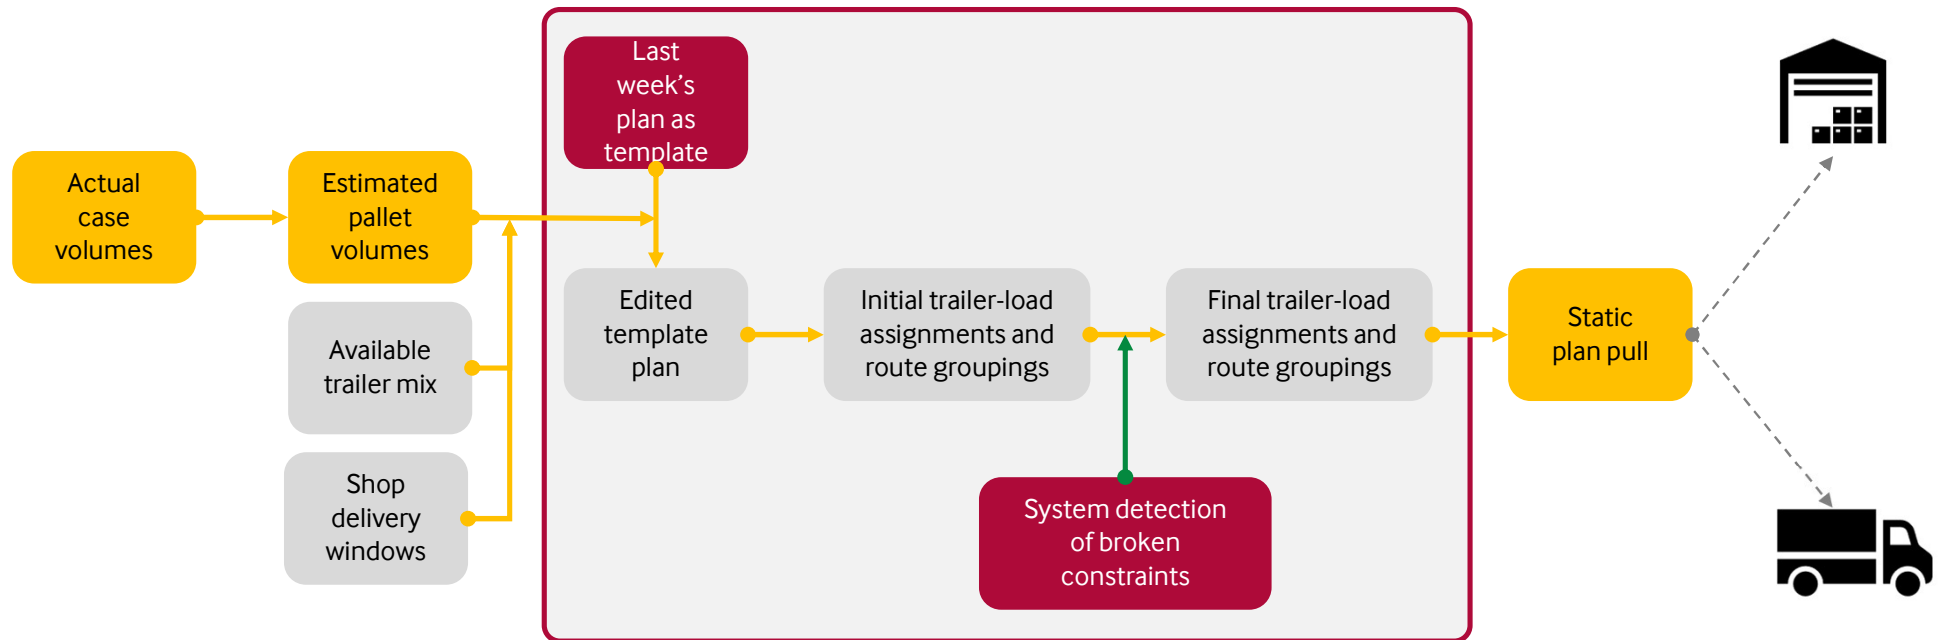 Last
week's
plan as
template
Actual
case
volumes
Estimated
pallet
volumes
Available
trailer mix
Shop
delivery
windows
Edited
template
plan
Initial trailer-load
assignments and
route groupings
Final trailer-load
assignments and
route groupings
Static
plan pull
System detection
of broken
constraints